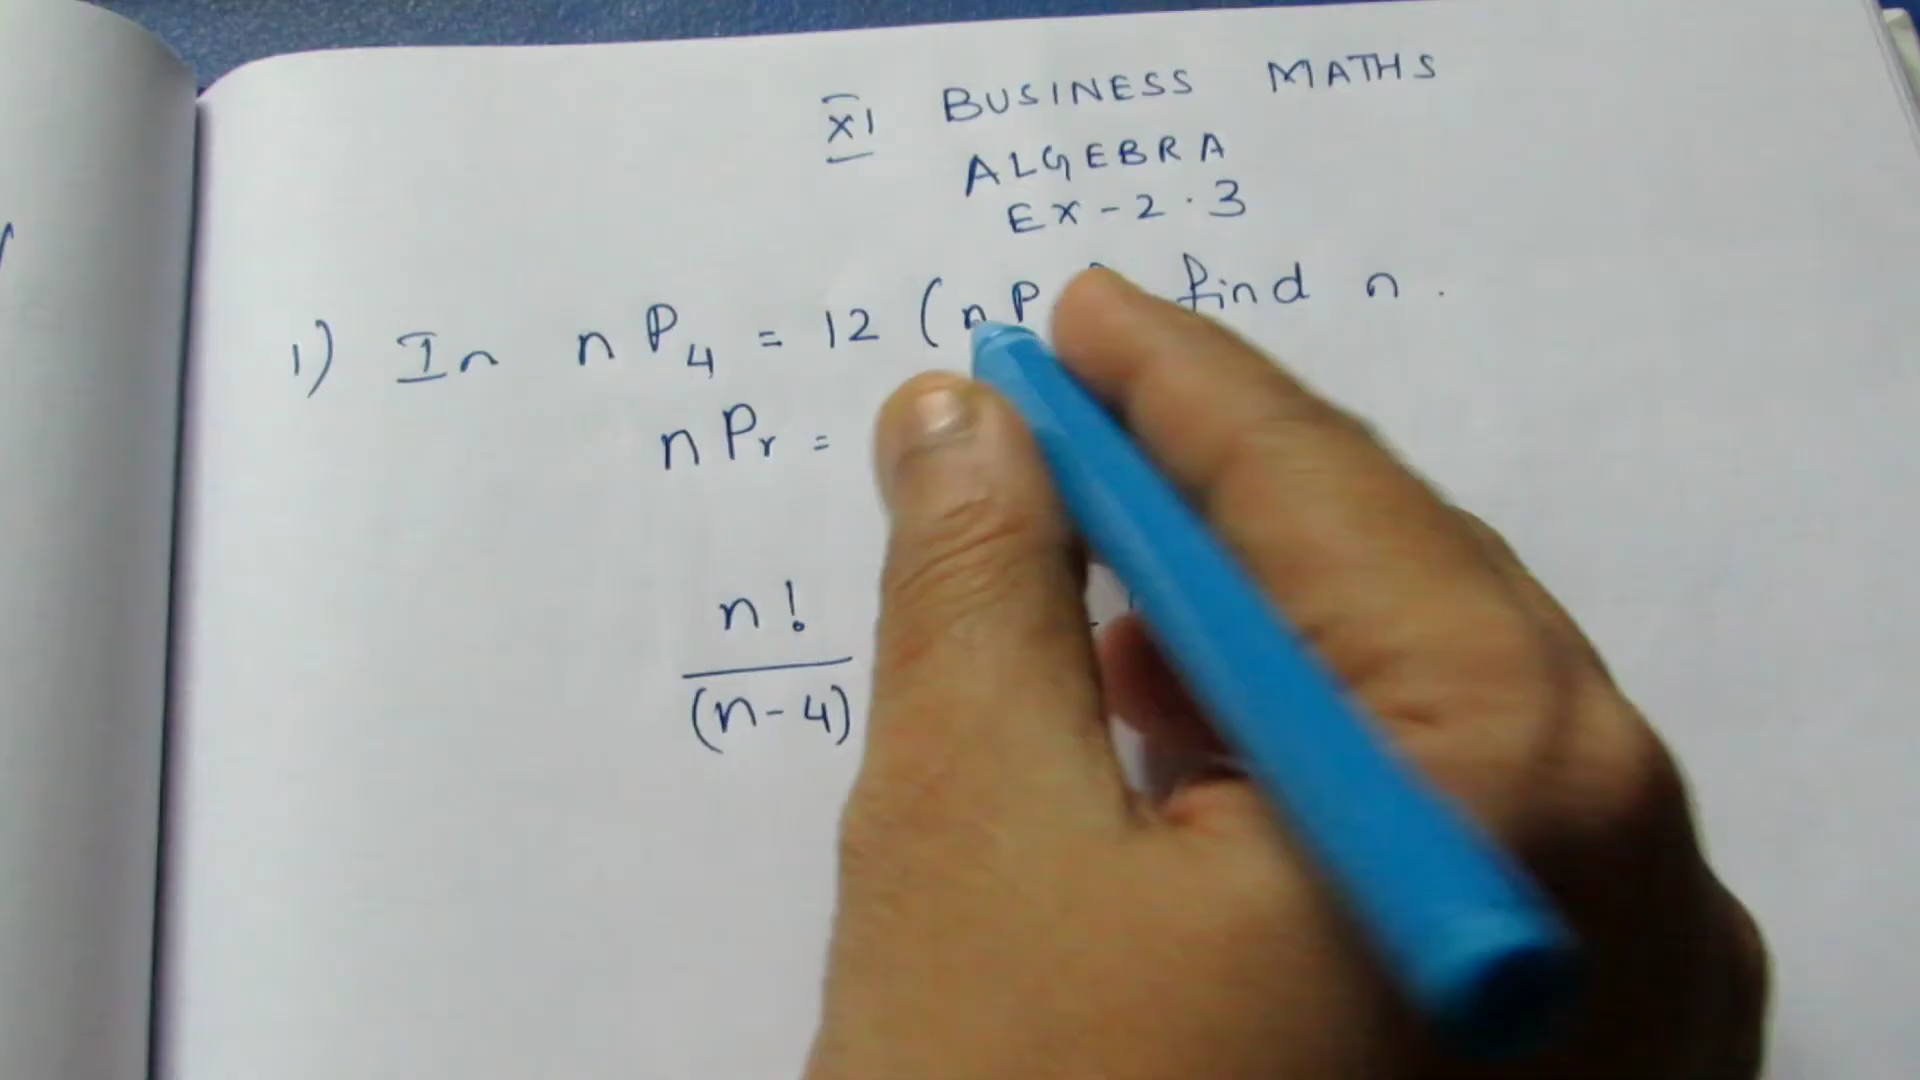 XI BUSINESS MATHS
ALGEBRA
EX - 2.3
1) In nP4 = 12 (nP find n.
nPr =
n!
(n-4)